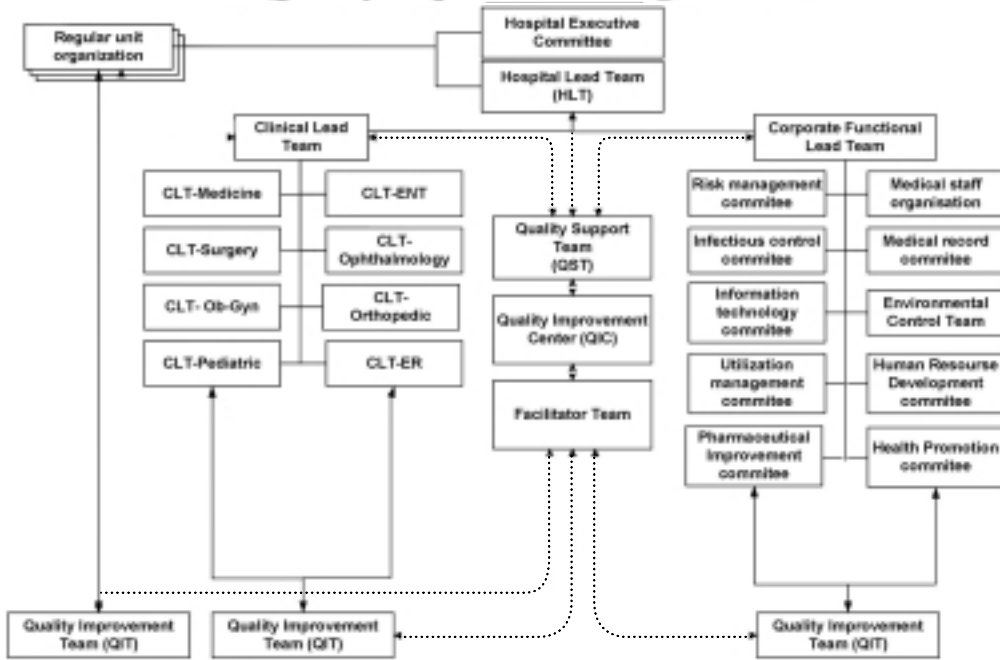 Regular unit
organization
Hospital Executive
Committee
Hospital Lead Team
(HLT)
Clinical Lead
Team
Corporate Functional
Lead Team
CLT-Medicine
CLT-ENT
CLT-Surgery
CLT-
Ophthalmology
CLT- Ob-Gyn
CLT-
Orthopedic
CLT-Pediatric
CLT-ER
Quality Support
Team
(QST)
Quality Improvement
Center (QIC)
Facilitator Team
Risk management
commitee
Medical staff
organisation
Infectious control
commitee
Medical record
commitee
Information
technology
commitee
Environmental
Control Team
Utilization
management
commitee
Human Resourse
Development
commitee
Pharmaceutical
Improvement
commitee
Health Promotion
commitee
Quality Improvement
Team (QIT)
Quality Improvement
Team (QIT)
Quality Improvement
Team (QIT)